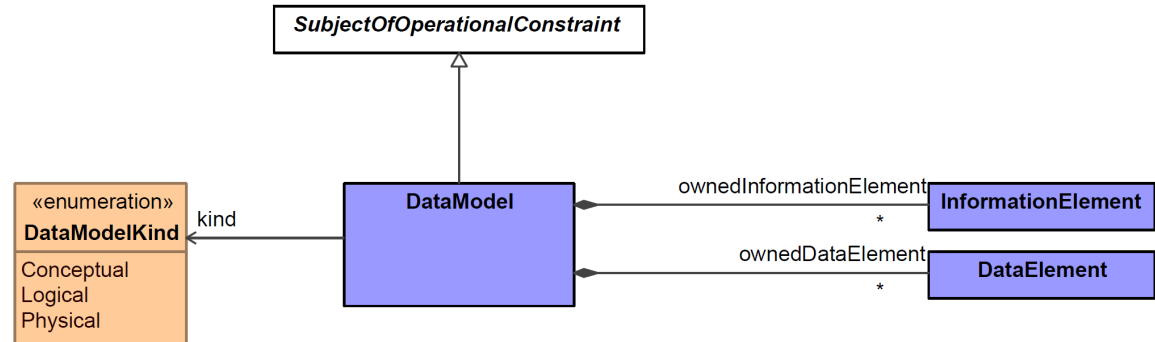 SubjectOfOperationalConstraint
«enumeration»
DataModelKind
Conceptual
Logical
Physical
kind
DataModel
ownedInformationElement
*
InformationElement
ownedDataElement
*
DataElement